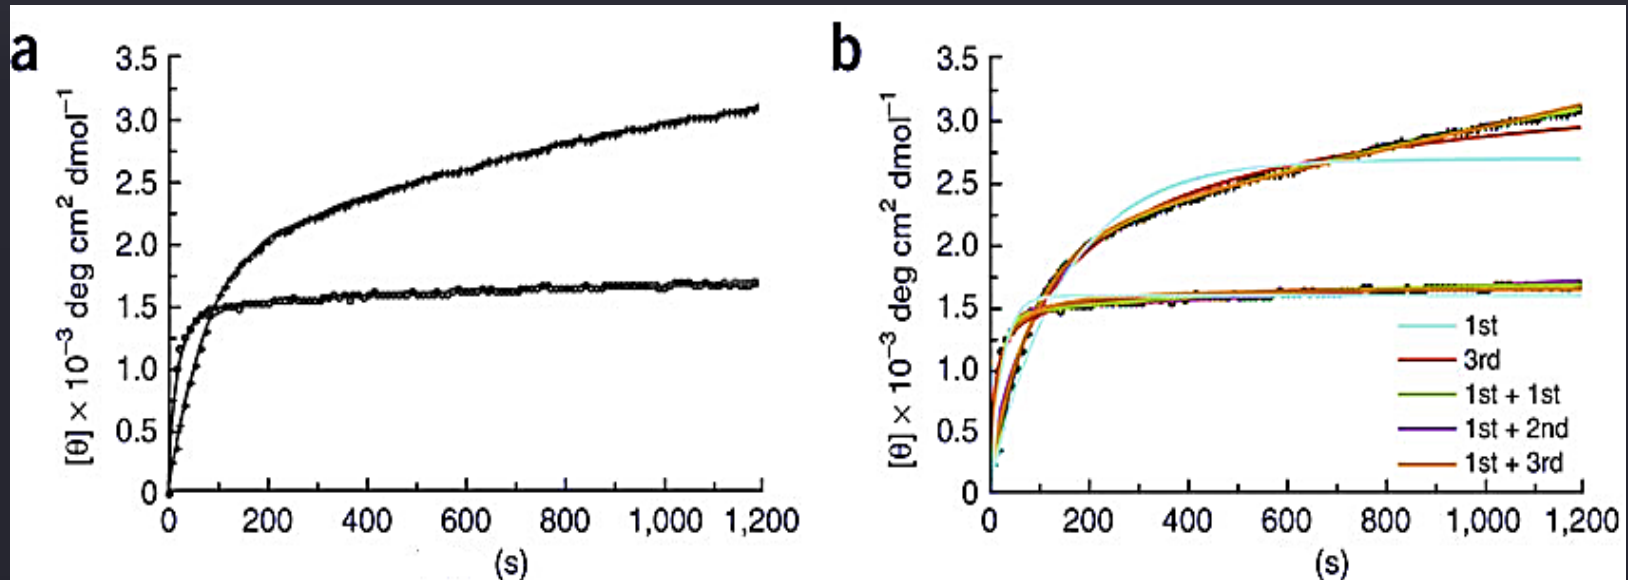 a
3.5
3.0
2.5
2.0
1.5
1.0
0.5
0
[θ] × 10⁻³ deg cm² dmol⁻¹
0 200 400 600 800 1,000 1,200
(s)
b
3.5
3.0
2.5
2.0
1.5
1.0
0.5
0
[θ] × 10⁻³ deg cm² dmol⁻¹
1st
3rd
1st + 1st
1st + 2nd
1st + 3rd
0 200 400 600 800 1,000 1,200
(s)